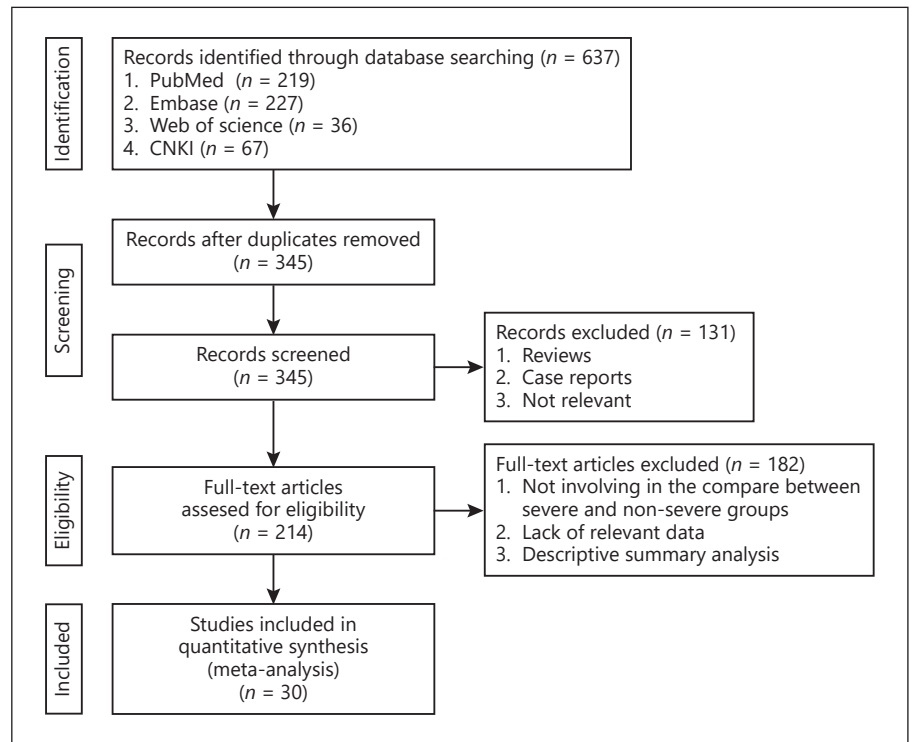 Identification
Records identified through database searching (n = 637)
1. PubMed (n = 219)
2. Embase (n = 227)
3. Web of science (n = 36)
4. CNKI (n = 67)
Screening
Records after duplicates removed
(n = 345)
Records screened
(n = 345)
Records excluded (n = 131)
1. Reviews
2. Case reports
3. Not relevant
Eligibility
Full-text articles
assesed for eligibility
(n = 214)
Full-text articles excluded (n = 182)
1. Not involving in the compare between
severe and non-severe groups
2. Lack of relevant data
3. Descriptive summary analysis
Included
Studies included in
quantitative synthesis
(meta-analysis)
(n = 30)